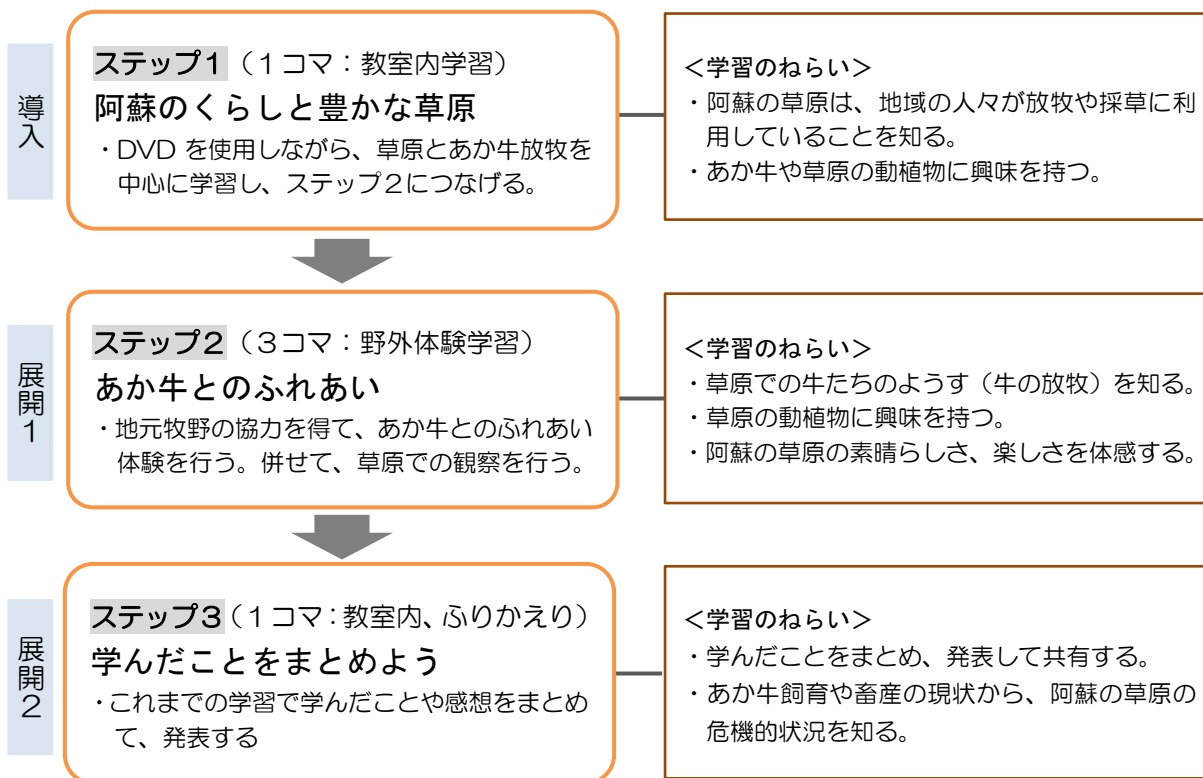 導入
ステップ1（1コマ：教室内学習）
阿蘇のくらしと豊かな草原
・DVD を使用しながら、草原とあか牛放牧を
中心に学習し、ステップ2につなげる。
＜学習のねらい＞
・阿蘇の草原は、地域の人々が放牧や採草に利
用していることを知る。
・あか牛や草原の動植物に興味を持つ。
展開1
ステップ2（3コマ：野外体験学習）
あか牛とのふれあい
・地元牧野の協力を得て、あか牛とのふれあい
体験を行う。併せて、草原での観察を行う。
＜学習のねらい＞
・草原での牛たちのようす（牛の放牧）を知る。
・草原の動植物に興味を持つ。
・阿蘇の草原の素晴らしさ、楽しさを体感する。
展開2
ステップ3（1コマ：教室内、ふりかえり）
学んだことをまとめよう
・これまでの学習で学んだことや感想をまとめ
て、発表する
＜学習のねらい＞
・学んだことをまとめ、発表して共有する。
・あか牛飼育や畜産の現状から、阿蘇の草原の
危機的状況を知る。